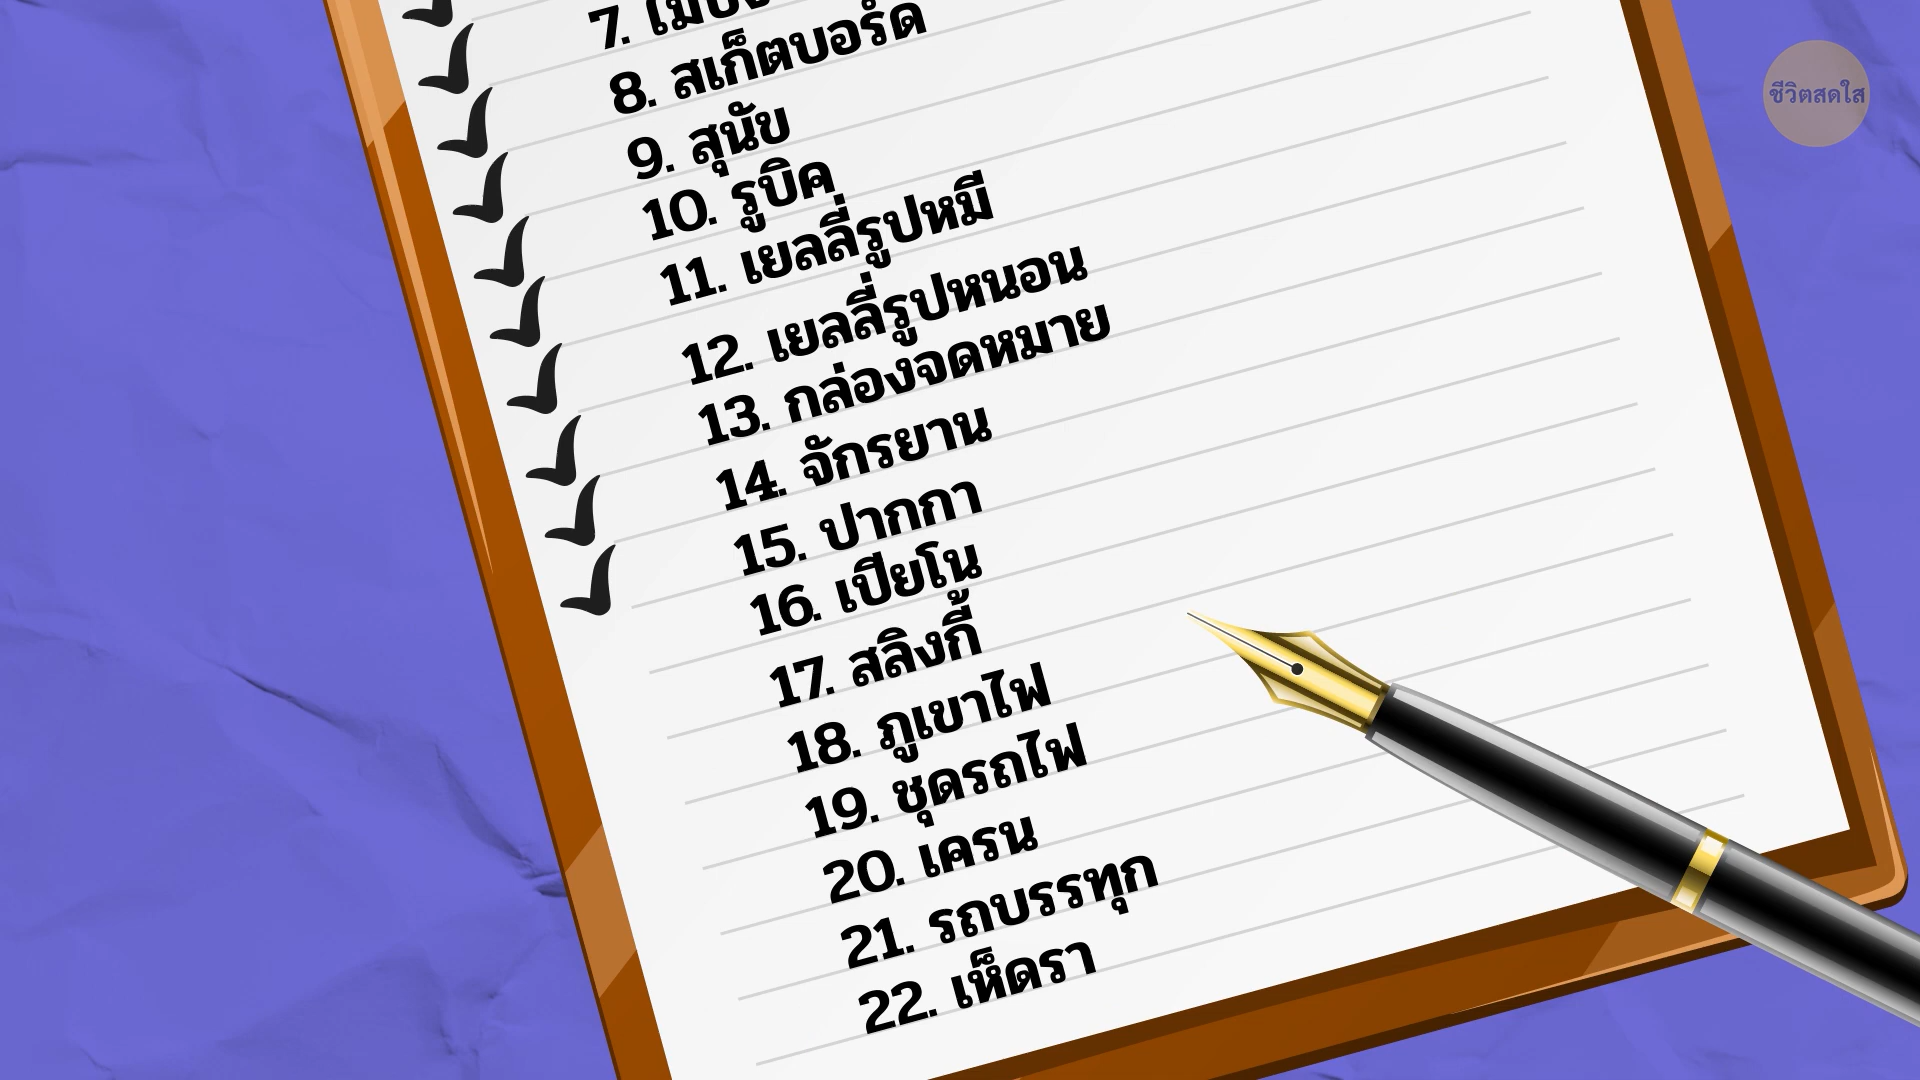 7.
8. สเก็ตบอร์ด
9. สุนัข
10. รูบิค
11. เยลลี่รูปหมี
12. เยลลี่รูปหนอน
13. กล่องจดหมาย
14. จักรยาน
15. ปากกา
16. เปียโน
17. สลิงกี้
18. ภูเขาไฟ
19. ชุดรถไฟ
20. เครน
21. รถบรรทุก
22. เห็ดรา
ชีวิตสดใส